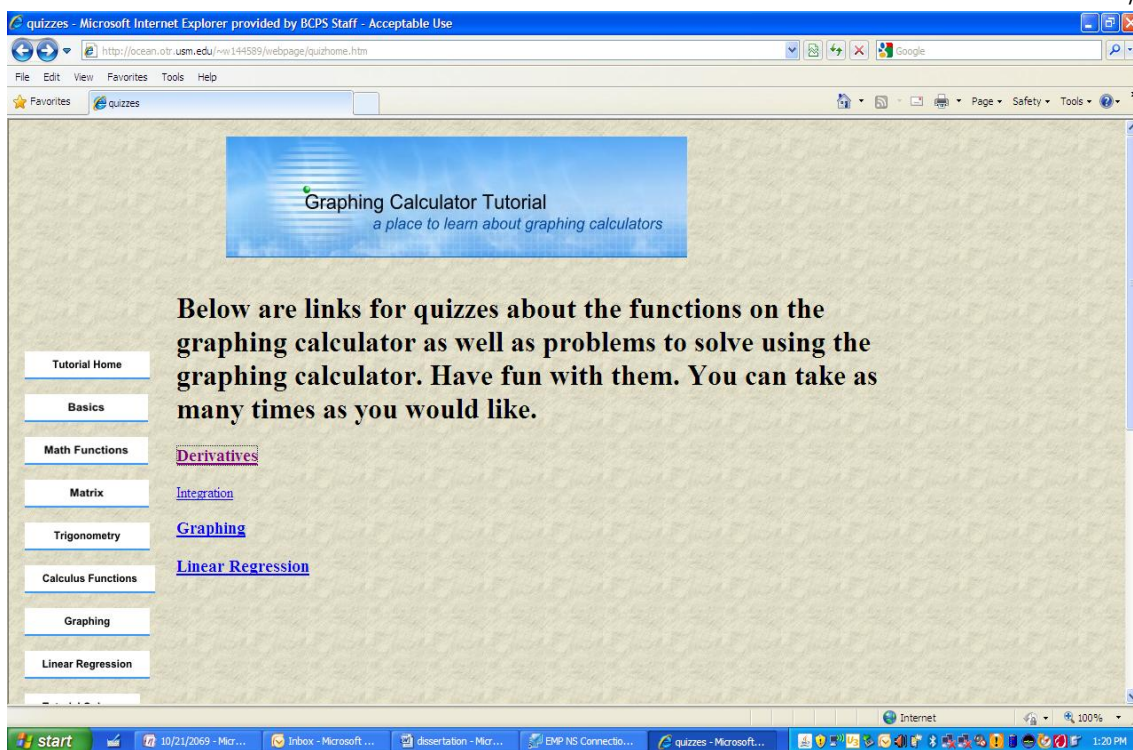 quizzes - Microsoft Internet Explorer provided by BCPS Staff - Acceptable Use
http://ocean.otr.usm.edu/~w144589/webpage/quizhome.htm
Google
File Edit View Favorites Tools Help
Favorites quizzes Page Safety Tools
Graphing Calculator Tutorial
a place to learn about graphing calculators
Below are links for quizzes about the functions on the
graphing calculator as well as problems to solve using the
graphing calculator. Have fun with them. You can take as
many times as you would like.
Derivatives
Integration
Graphing
Linear Regression
Tutorial Home
Basics
Math Functions
Matrix
Trigonometry
Calculus Functions
Graphing
Linear Regression
Internet 100%
start 10/21/2069 - Micr... Inbox - Microsoft ... dissertation - Micr... EMP NS Connectio... quizzes - Microsoft... 1:20 PM